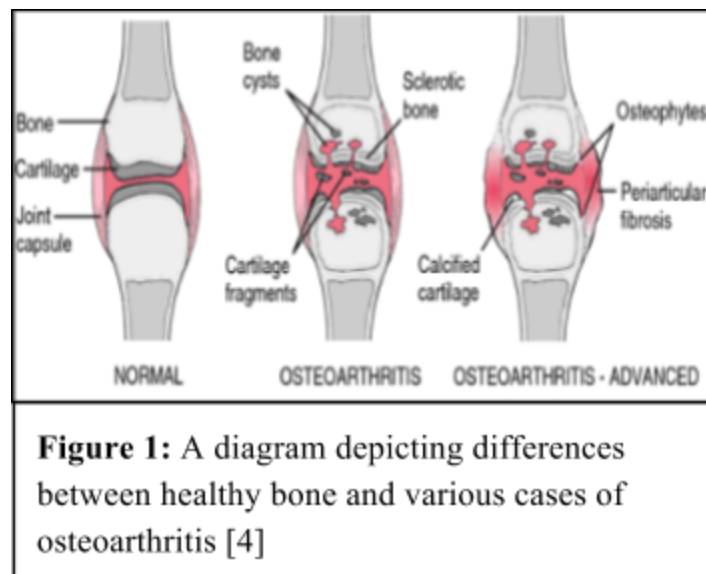 Bone
Cartilage
Joint
capsule
NORMAL
Bone
cysts
Sclerotic
bone
Cartilage
fragments
OSTEOARTHRITIS
Osteophytes
Periarticular
fibrosis
Calcified
cartilage
OSTEOARTHRITIS - ADVANCED
Figure 1: A diagram depicting differences
between healthy bone and various cases of
osteoarthritis [4]